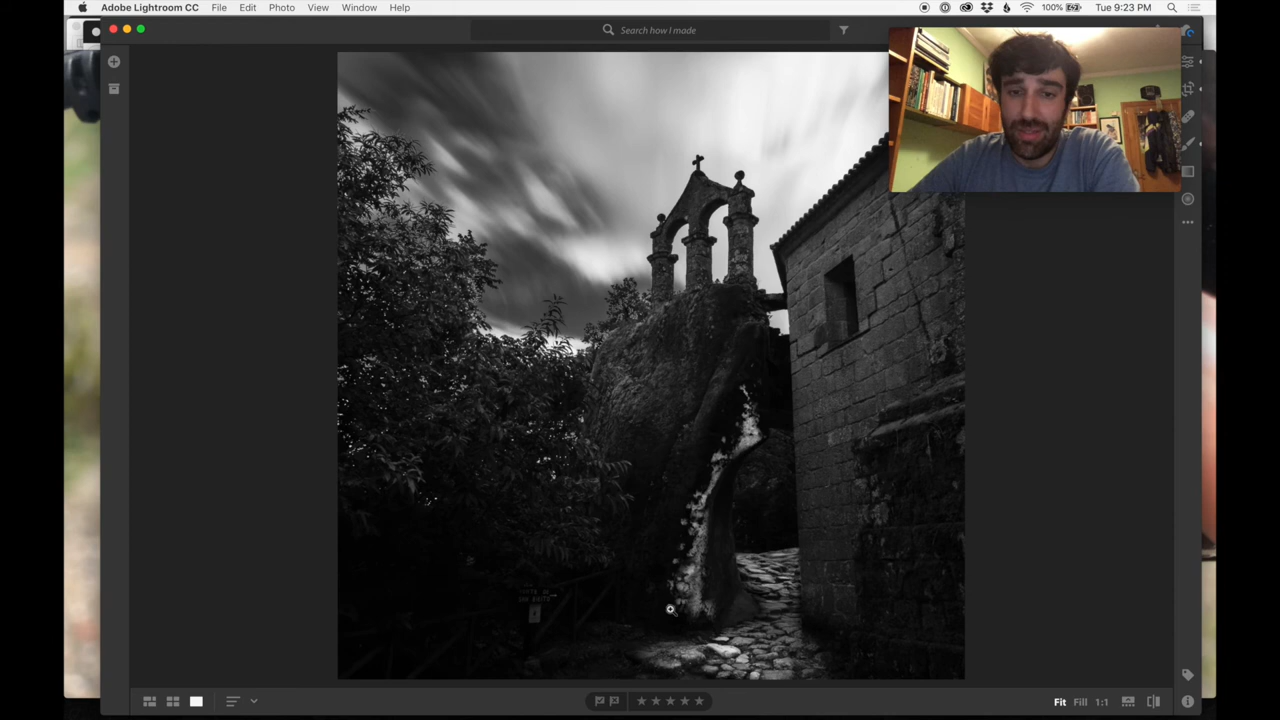 Adobe Lightroom CC File Edit Photo View Window Help 100% Tue 9:23 PM
Search how I made
Fit Fill 1:1